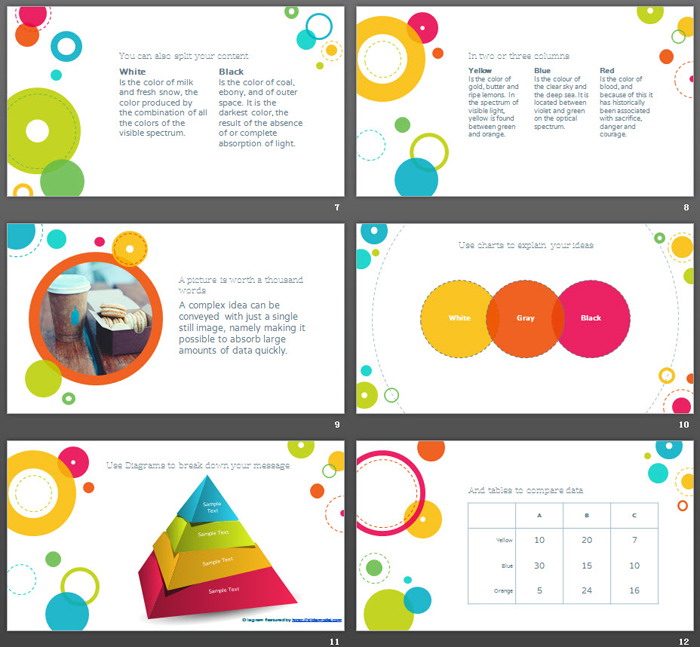 You can also split your content
White
Is the color of milk
and fresh snow, the
color produced by
the combination of all
the colors of the
visible spectrum.
Black
Is the color of coal,
ebony, and of outer
space. It is the
darkest color, the
result of the absence
of or complete
absorption of light.
7
In two or three columns
Yellow
Is the color of
gold, butter and
ripe lemons. In
the spectrum of
visible light,
yellow is found
between green
and orange.
Blue
Is the colour of
the clear sky and
the deep sea. It is
located between
violet and green
on the optical
spectrum.
Red
Is the color of
blood, and
because of this it
has historically
been associated
with sacrifice,
danger and
courage.
8
A picture is worth a thousand
words
A complex idea can be
conveyed with just a single
still image, namely making it
possible to absorb large
amounts of data quickly.
9
Use charts to explain your ideas
White
Gray
Black
10
Use Diagrams to break down your message
Sample
Text
Sample Text
Sample Text
Sample Text
Diagram featured by http://slidemodel.com
11
And tables to compare data
A B C
Yellow 10 20 7
Blue 30 15 10
Orange 5 24 16
12